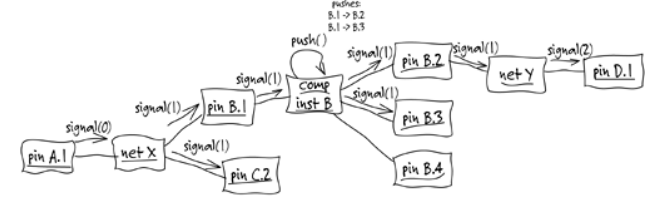 pushes:
B.1 -> B.2
B.1 -> B.3
push()
signal(1)
signal(1)
signal(2)
pin B.2
net Y
pin D.1
signal(1)
comp
inst B
signal(1)
signal(1)
pin B.1
pin B.3
signal(0)
signal(1)
pin A.1
net X
pin C.2
pin B.4